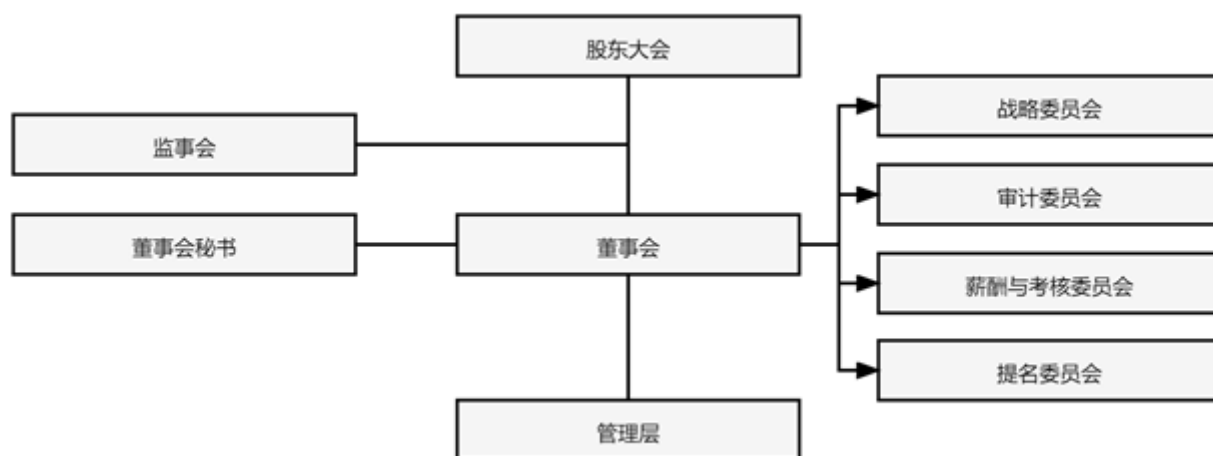 股东大会
战略委员会
监事会
审计委员会
董事会秘书
董事会
薪酬与考核委员会
提名委员会
管理层